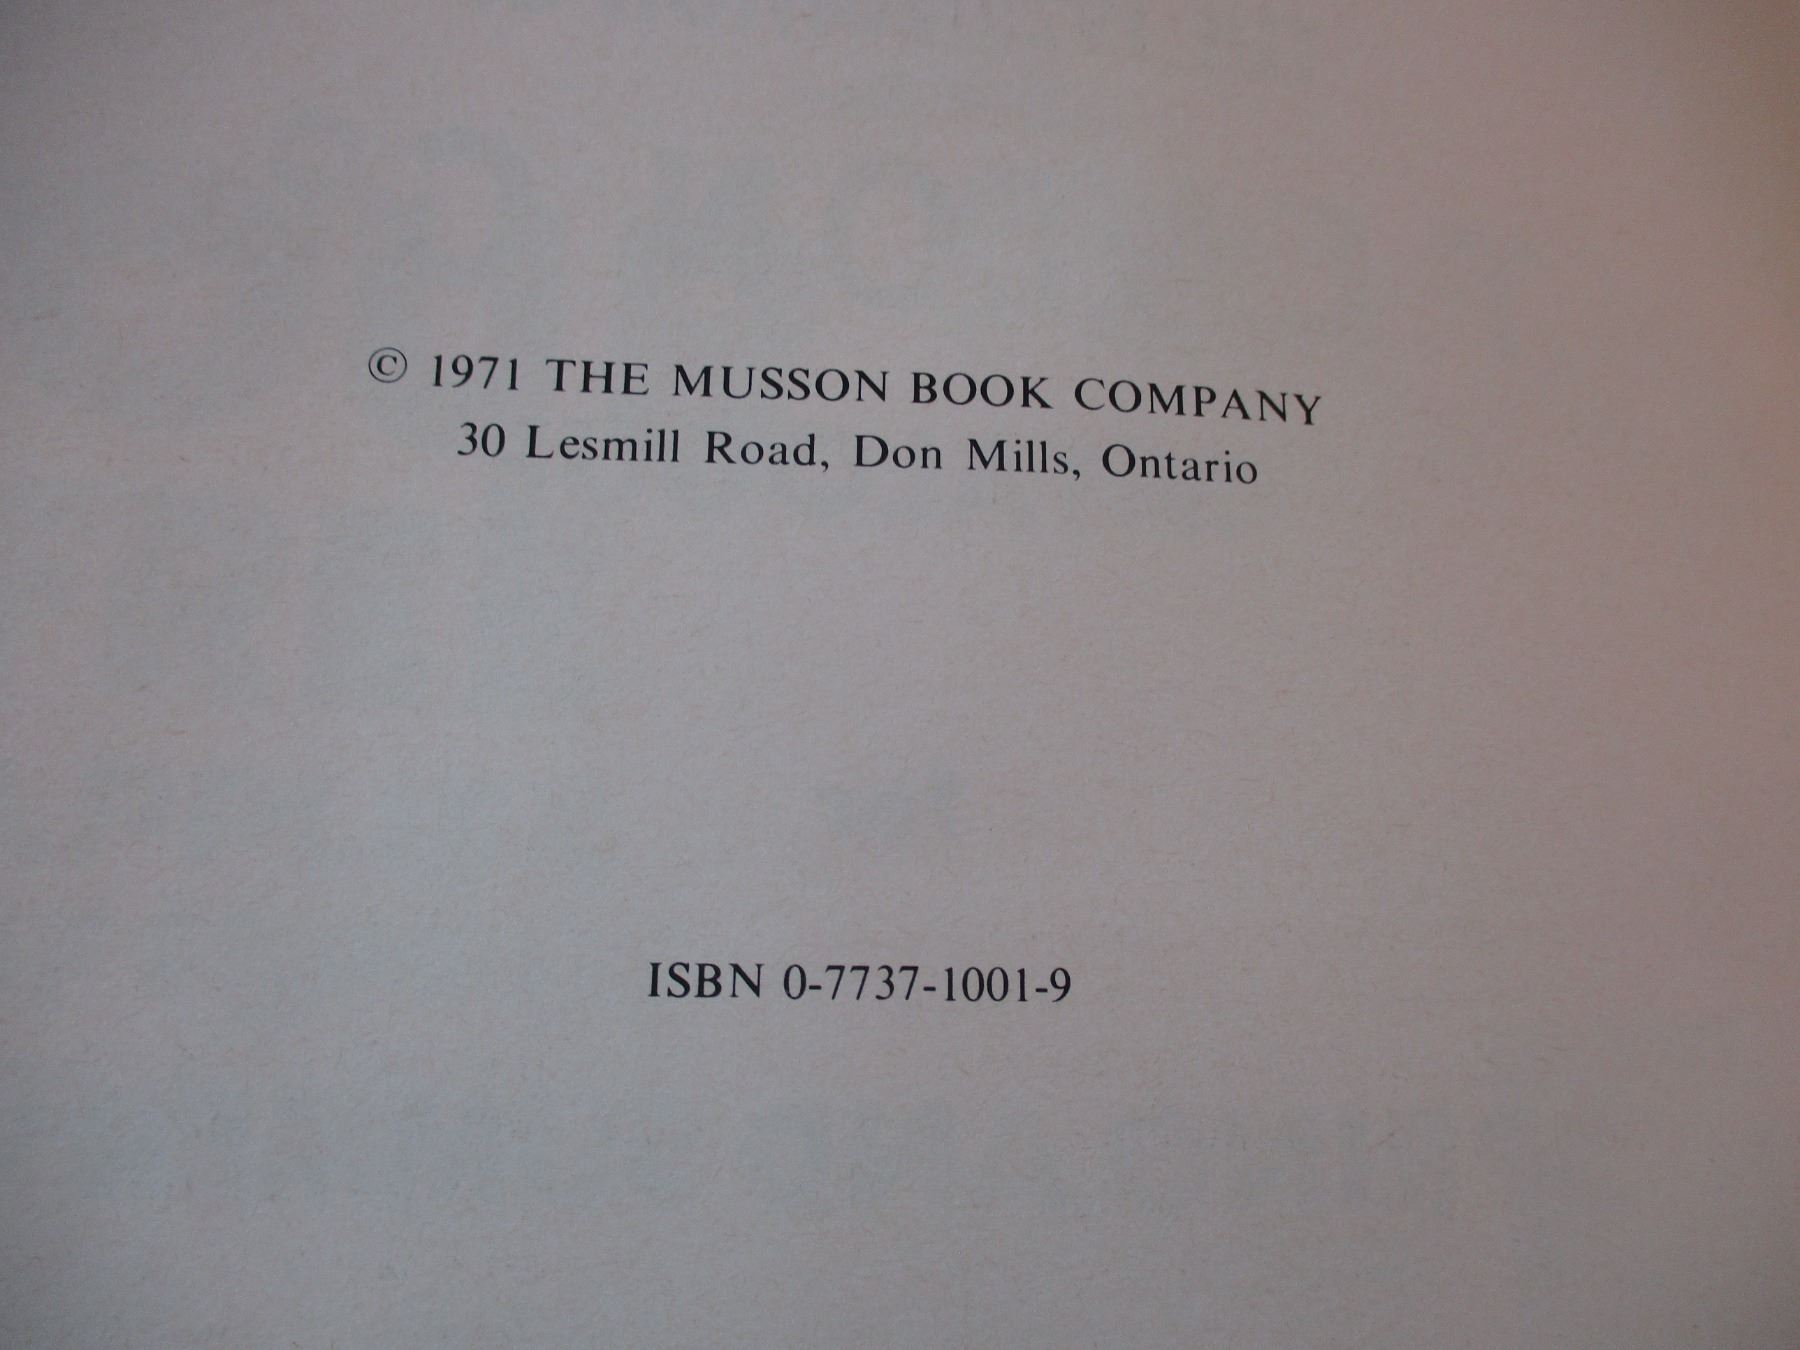 © 1971 THE MUSSON BOOK COMPANY
30 Lesmill Road, Don Mills, Ontario
ISBN 0-7737-1001-9